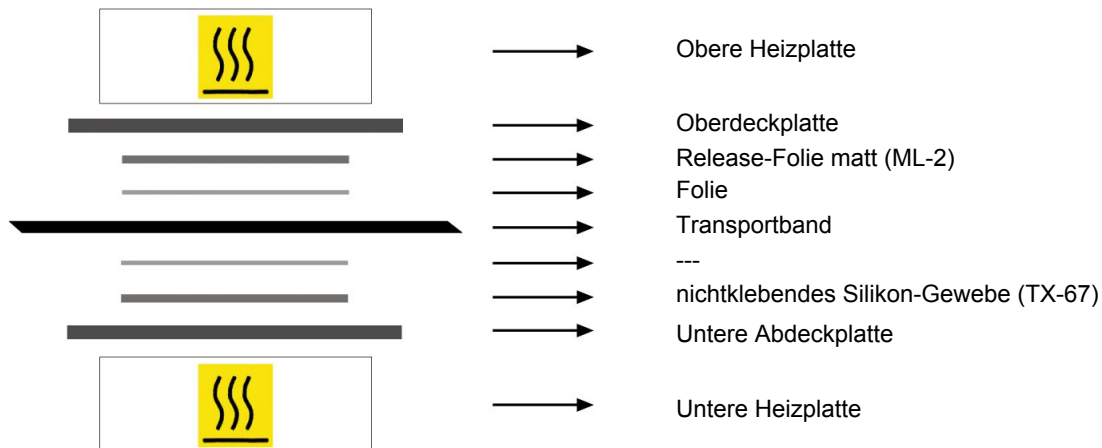 Obere Heizplatte
Oberdeckplatte
Release-Folie matt (ML-2)
Folie
Transportband
---
nichtklebendes Silikon-Gewebe (TX-67)
Untere Abdeckplatte
Untere Heizplatte